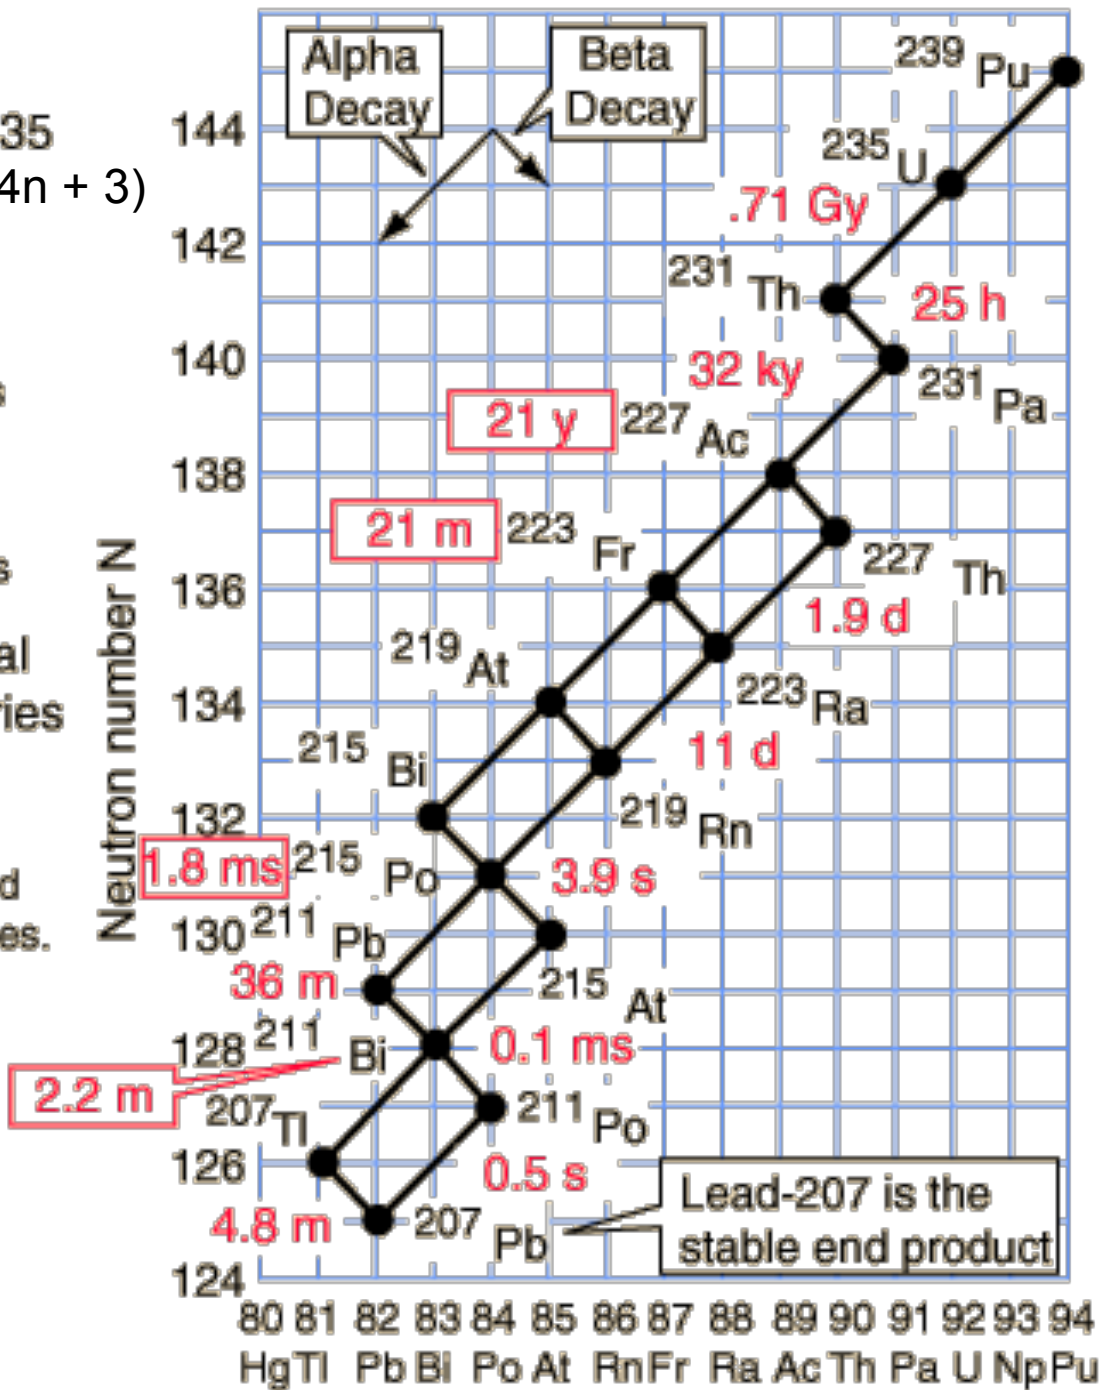 Alpha
Decay
Beta
Decay
239 Pu
35
144
235 U
4n + 3)
.71 Gy
142
231 Th
25 h
140
32 ky
231 Pa
21 y
227 Ac
138
21 m
223 Fr
227 Th
s
136
1.9 d
al
219 At
223 Ra
ries
134
215 Bi
11 d
132
219 Rn
1.8 ms
215 Po
3.9 s
d
es.
130
211 Pb
36 m
215 At
128
211 Bi
0.1 ms
2.2 m
207 Tl
211 Po
126
0.5 s
Lead-207 is the
stable end product
4.8 m
207 Pb
124
Neutron number N
80 81 82 83 84 85 86 87 88 89 90 91 92 93 94
Hg Tl Pb Bi Po At Rn Fr Ra Ac Th Pa U Np Pu